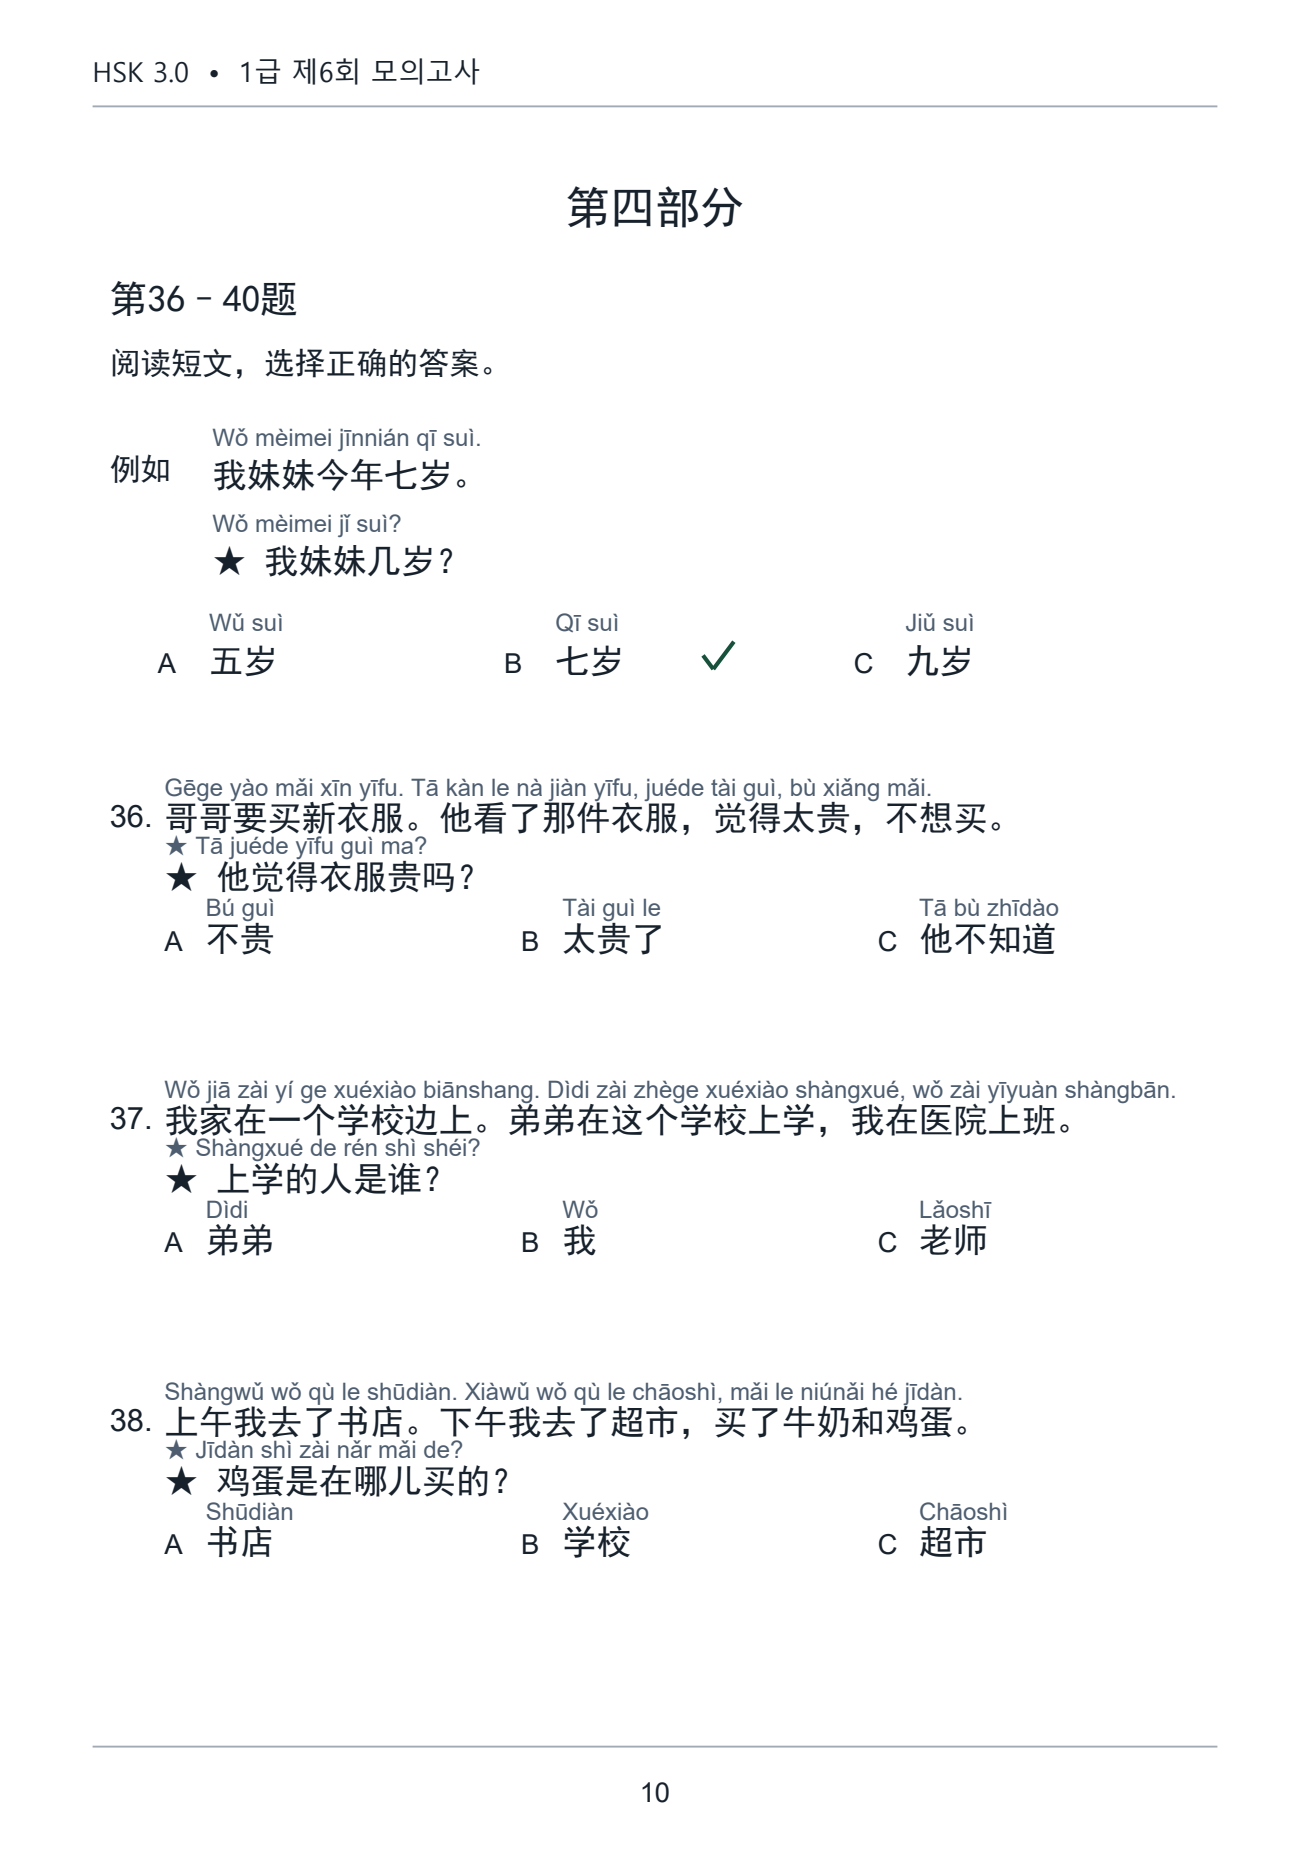 HSK 3.0 • 1급 제6회 모의고사
第四部分
第36－40题
阅读短文，选择正确的答案。
Wǒ mèimei jīnnián qī suì.
例如 我妹妹今年七岁。
Wǒ mèimei jǐ suì?
★ 我妹妹几岁？
Wǔ suì Qī suì Jiǔ suì
A 五岁 B 七岁 ✓ C 九岁
Gēge yào mǎi xīn yīfu. Tā kàn le nà jiàn yīfu, juéde tài guì, bù xiǎng mǎi.
36. 哥哥要买新衣服。他看了那件衣服，觉得太贵，不想买。
★ Tā juéde yīfu guì ma?
★ 他觉得衣服贵吗？
Bú guì Tài guì le Tā bù zhīdào
A 不贵 B 太贵了 C 他不知道
Wǒ jiā zài yí ge xuéxiào biānshang. Dìdi zài zhège xuéxiào shàngxué, wǒ zài yīyuàn shàngbān.
37. 我家在一个学校边上。弟弟在这个学校上学，我在医院上班。
★ Shàngxué de rén shì shéi?
★ 上学的人是谁？
Dìdi Wǒ Lǎoshī
A 弟弟 B 我 C 老师
Shàngwǔ wǒ qù le shūdiàn. Xiàwǔ wǒ qù le chāoshì, mǎi le niúnǎi hé jīdàn.
38. 上午我去了书店。下午我去了超市，买了牛奶和鸡蛋。
★ Jīdàn shì zài nǎr mǎi de?
★ 鸡蛋是在哪儿买的？
Shūdiàn Xuéxiào Chāoshì
A 书店 B 学校 C 超市
10